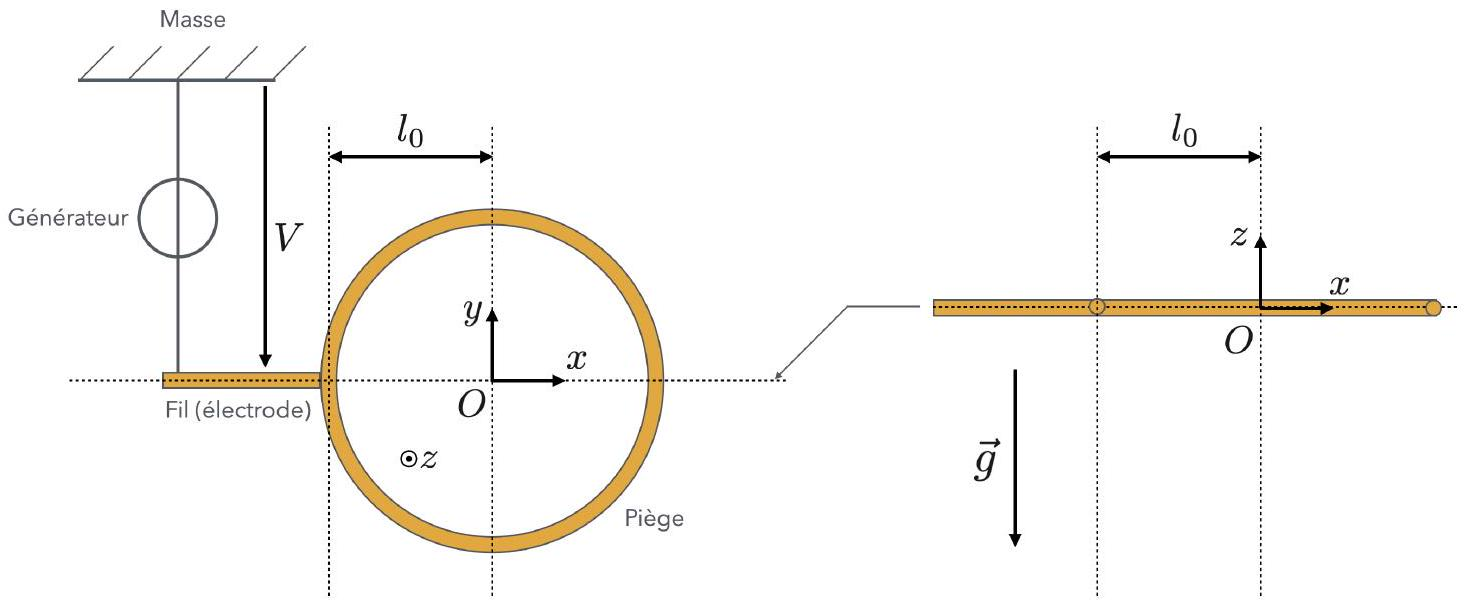 Masse
l₀
l₀
Générateur
V
z
y
x
x
O
Fil (électrode)
O
z
g⃗
Piège